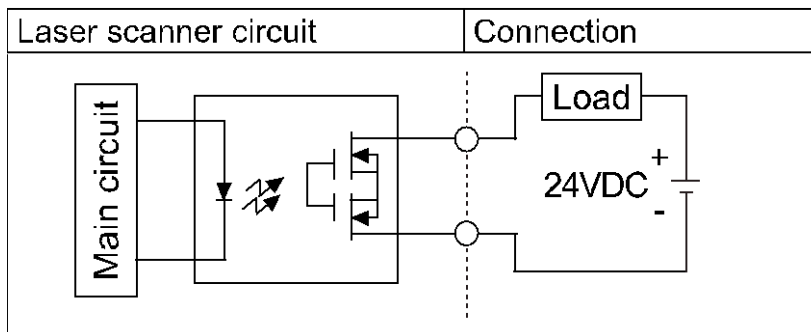 Laser scanner circuit
Connection
Main circuit
Load
24VDC
+
-